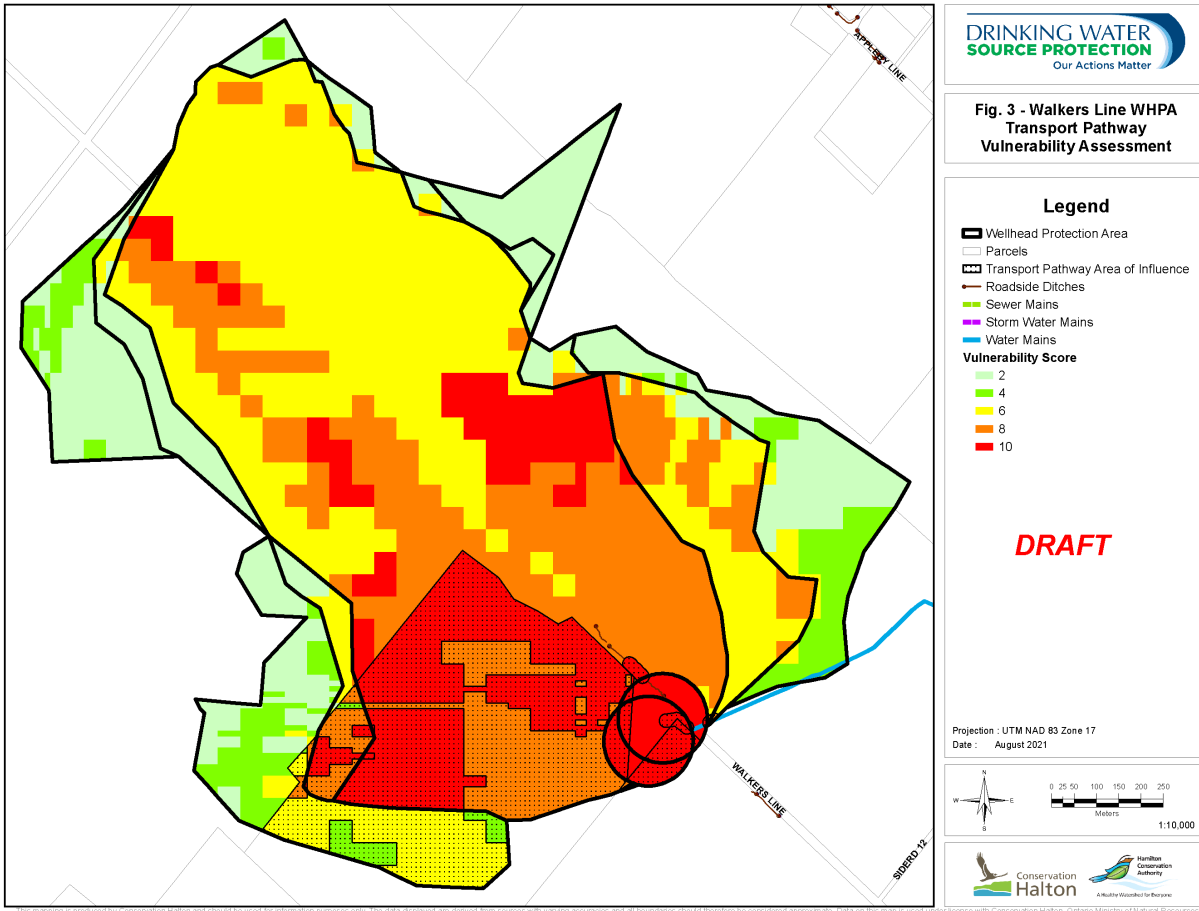 APPLEBY LINE
WALKERS LINE
SIDERD 12
DRINKING WATER
SOURCE PROTECTION
Our Actions Matter
Fig. 3 - Walkers Line WHPA
Transport Pathway
Vulnerability Assessment
Legend
Wellhead Protection Area
Parcels
Transport Pathway Area of Influence
Roadside Ditches
Sewer Mains
Storm Water Mains
Water Mains
Vulnerability Score
2
4
6
8
10
DRAFT
Projection : UTM NAD 83 Zone 17
Date : August 2021
N
W E
S
0 25 50 100 150 200 250
Meters
1:10,000
Conservation
Halton
Hamilton
Conservation
Authority
A Healthy Watershed for Everyone